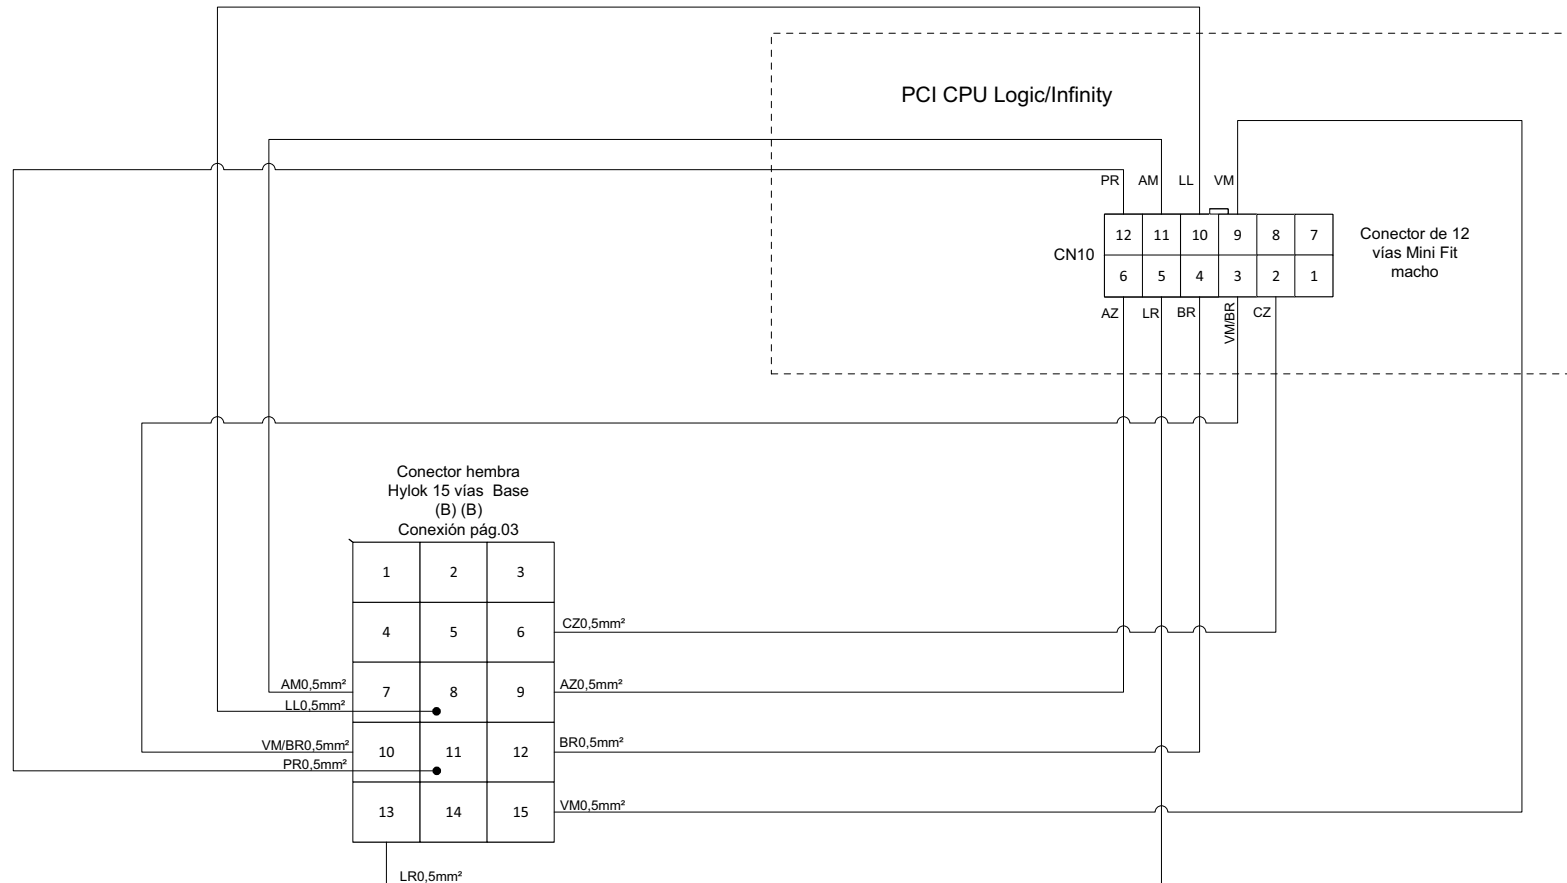 PCI CPU Logic/Infinity
PR AM LL VM
12 11 10 9 8 7
CN10
6 5 4 3 2 1
Conector de 12
vías Mini Fit
macho
AZ LR BR VM/BR CZ
Conector hembra
Hylok 15 vías Base
(B) (B)
Conexión pág.03
1 2 3
4 5 6
CZ0,5mm²
AM0,5mm²
7 8 9
AZ0,5mm²
LL0,5mm²
VM/BR0,5mm²
10 11 12
BR0,5mm²
PR0,5mm²
13 14 15
VM0,5mm²
LR0,5mm²